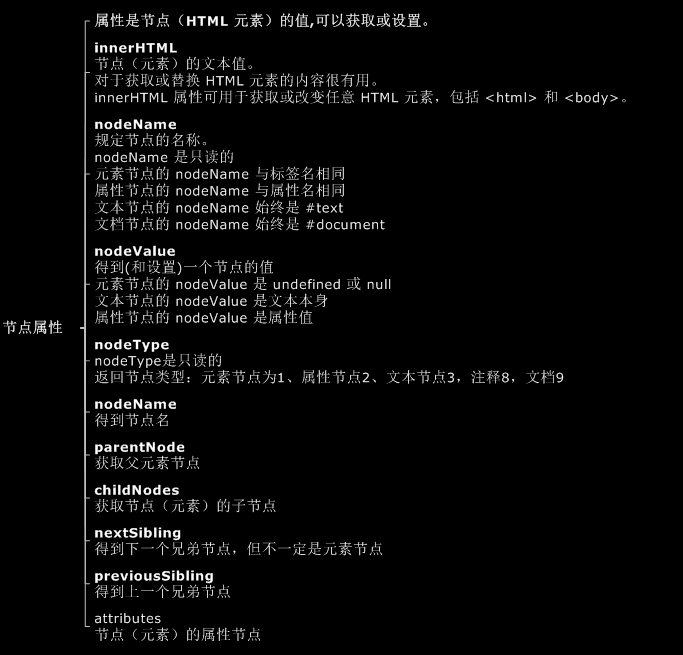 节点属性
属性是节点（HTML 元素）的值,可以获取或设置。
innerHTML
节点（元素）的文本值。
对于获取或替换 HTML 元素的内容很有用。
innerHTML 属性可用于获取或改变任意 HTML 元素，包括 <html> 和 <body>。
nodeName
规定节点的名称。
nodeName 是只读的
元素节点的 nodeName 与标签名相同
属性节点的 nodeName 与属性名相同
文本节点的 nodeName 始终是 #text
文档节点的 nodeName 始终是 #document
nodeValue
得到(和设置)一个节点的值
元素节点的 nodeValue 是 undefined 或 null
文本节点的 nodeValue 是文本本身
属性节点的 nodeValue 是属性值
nodeType
nodeType是只读的
返回节点类型：元素节点为1、属性节点2、文本节点3，注释8，文档9
nodeName
得到节点名
parentNode
获取父元素节点
childNodes
获取节点（元素）的子节点
nextSibling
得到下一个兄弟节点，但不一定是元素节点
previousSibling
得到上一个兄弟节点
attributes
节点（元素）的属性节点